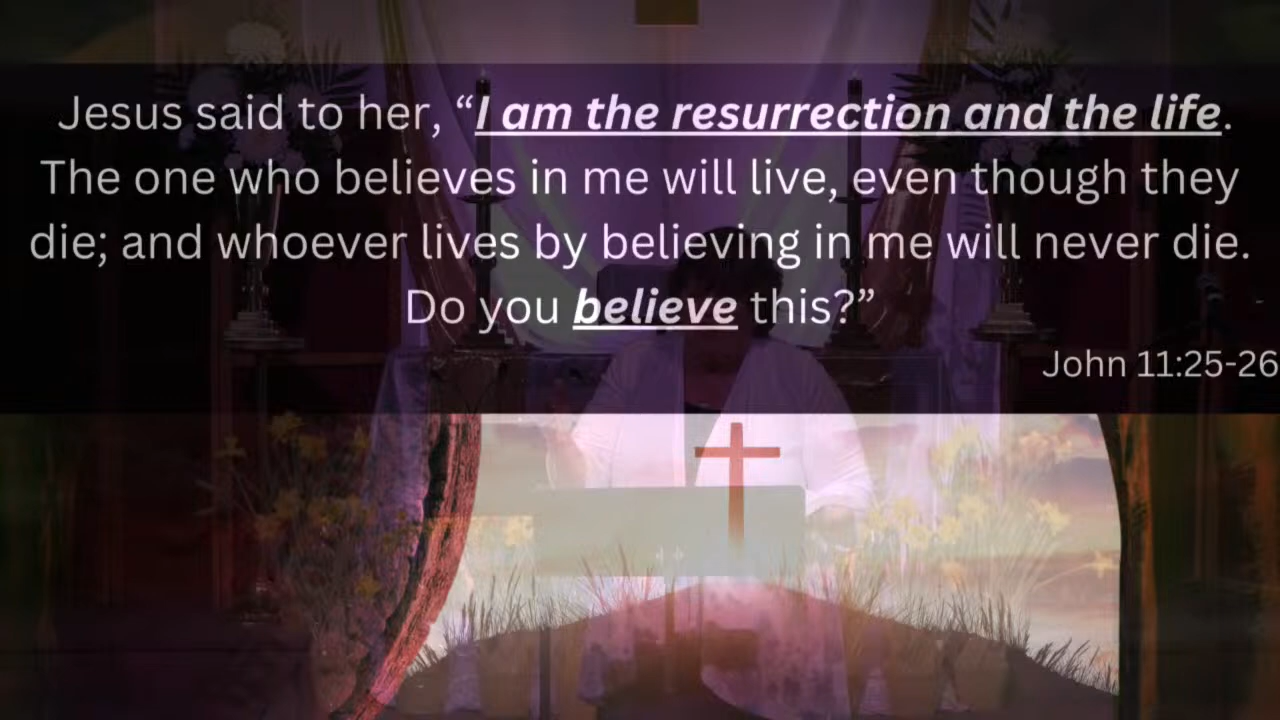 Jesus said to her, “I am the resurrection and the life.
The one who believes in me will live, even though they
die; and whoever lives by believing in me will never die.
Do you believe this?”
John 11:25-26